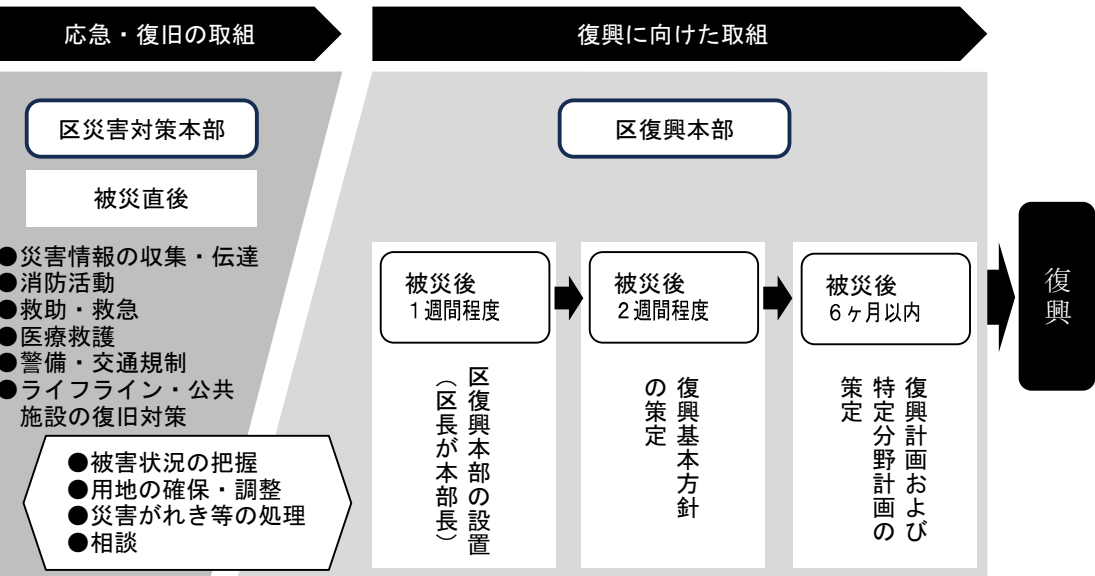 応急・復旧の取組
復興に向けた取組
区災害対策本部
被災直後
●災害情報の収集・伝達
●消防活動
●救助・救急
●医療救護
●警備・交通規制
●ライフライン・公共
施設の復旧対策
●被害状況の把握
●用地の確保・調整
●災害がれき等の処理
●相談
区復興本部
被災後
1週間程度
区復興本部の設置
（区長が本部長）
被災後
2週間程度
復興基本方針
の策定
被災後
6ヶ月以内
復興計画および
特定分野計画の
策定
復興